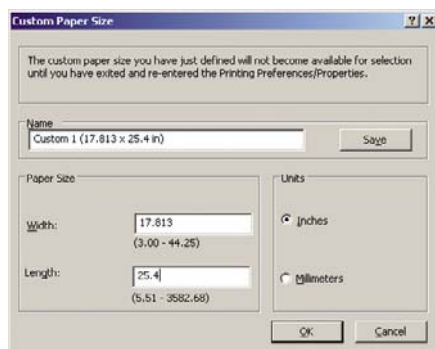 Custom Paper Size
The custom paper size you have just defined will not become available for selection
until you have exited and re-entered the Printing Preferences/Properties.
Name
Custom 1 (17.813 x 25.4 in)
Save
Paper Size
Units
Width:
17.813
(3.00 - 44.25)
Inches
Length:
25.4
(5.51 - 3582.68)
Millimeters
OK
Cancel